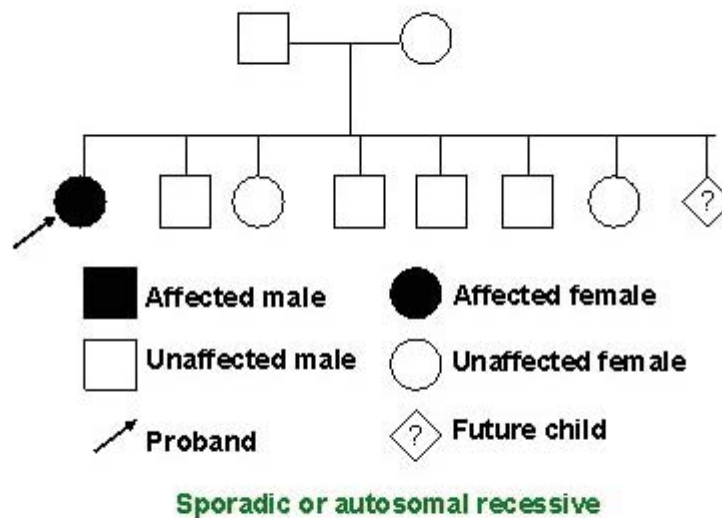 ?
Affected male
Affected female
Unaffected male
Unaffected female
Proband
? Future child
Sporadic or autosomal recessive